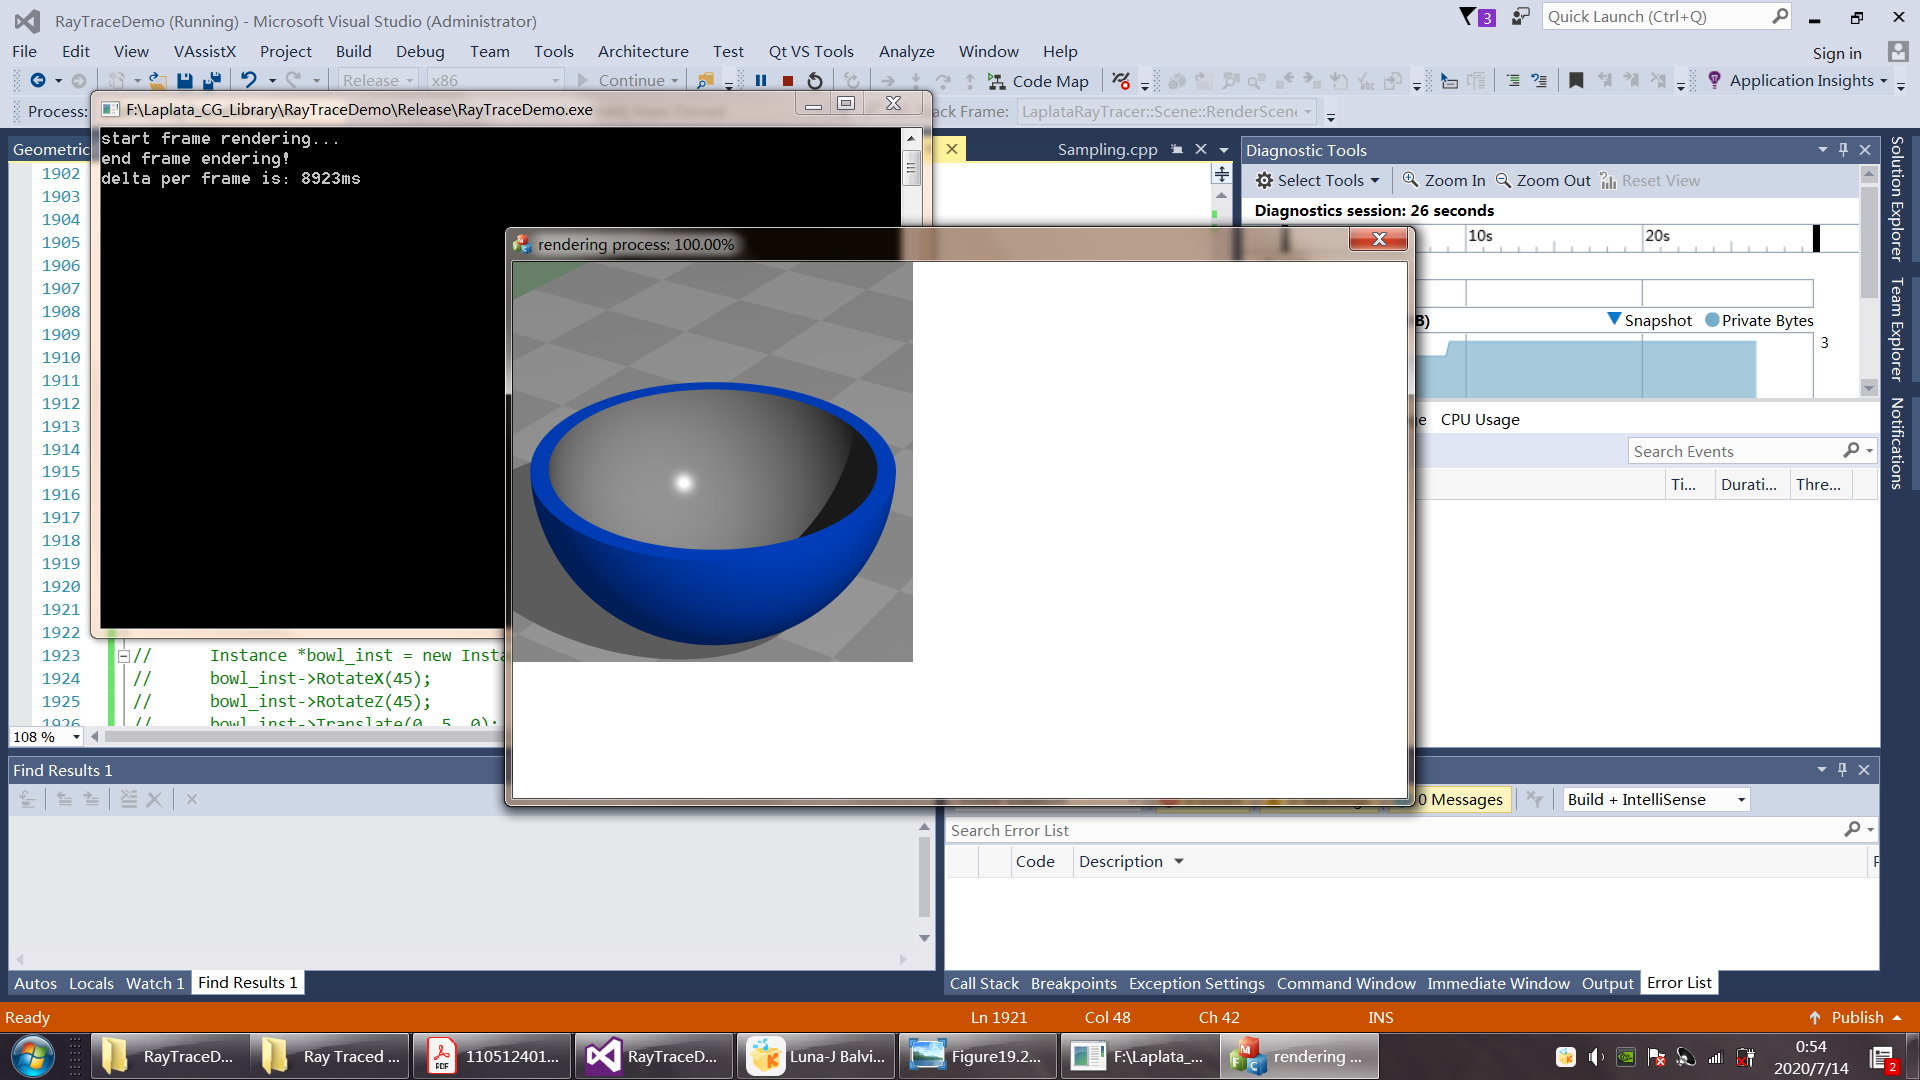 RayTraceDemo (Running) - Microsoft Visual Studio (Administrator)
3
Quick Launch (Ctrl+Q)
File Edit View VAssistX Project Build Debug Team Tools Architecture Test Qt VS Tools Analyze Window Help
Sign in
Release x86 Continue Code Map Application Insights
Process:
ack Frame: LaplataRayTracer::Scene::RenderScene
F:\Laplata_CG_Library\RayTraceDemo\Release\RayTraceDemo.exe
start frame rendering...
end frame endering!
delta per frame is: 8923ms
Geometric
Sampling.cpp
1902
1903
1904
1905
1906
1907
1908
1909
1910
1911
1912
1913
1914
1915
1916
1917
1918
1919
1920
1921
1922
1923 // Instance *bowl_inst = new Insta
1924 // bowl_inst->RotateX(45);
1925 // bowl_inst->RotateZ(45);
1926 // bowl_inst->Translate(0, 5, 0);
108 %
rendering process: 100.00%
Diagnostic Tools
Select Tools Zoom In Zoom Out Reset View
Diagnostics session: 26 seconds
10s 20s
B) Snapshot Private Bytes
3
CPU Usage
Search Events
Ti... Durati... Thre...
Solution Explorer
Team Explorer
Notifications
Find Results 1
0 Messages Build + IntelliSense
Search Error List
Code Description
Autos Locals Watch 1 Find Results 1
Call Stack Breakpoints Exception Settings Command Window Immediate Window Output Error List
Ready Ln 1921 Col 48 Ch 42 INS Publish
RayTraceD... Ray Traced ... 110512401... RayTraceD... Luna-J Balvi... Figure19.2... F:\Laplata_... rendering ...
0:54
2020/7/14
2